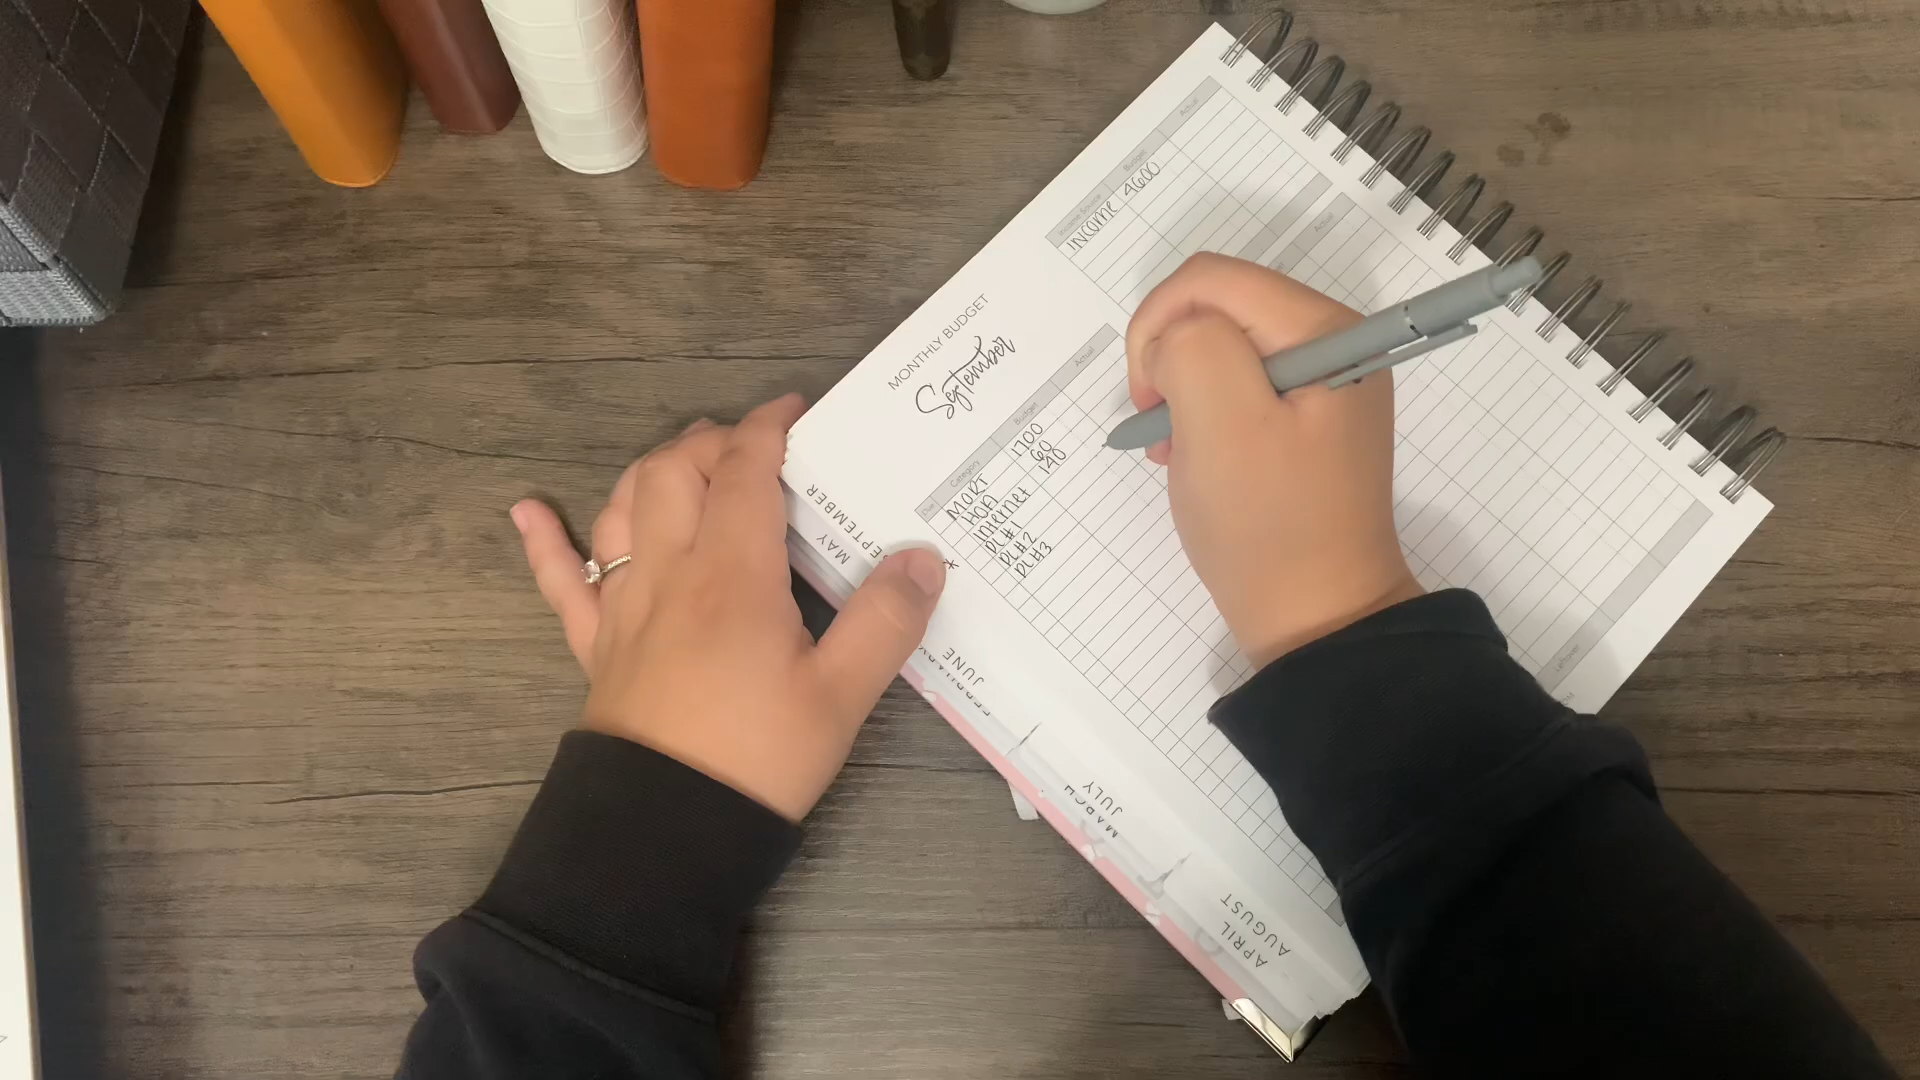 MONTHLY BUDGET
September
Income Source Budget Actual
INCOME 4600
Due Category Budget Actual
MORT 1700
HOA 60
Internet 140
PL#1
PL#2
PL#3
*
Actual
Leftover
SEPTEMBER
MAY
JUNE
FEBRUARY
JULY
MARCH
AUGUST
APRIL